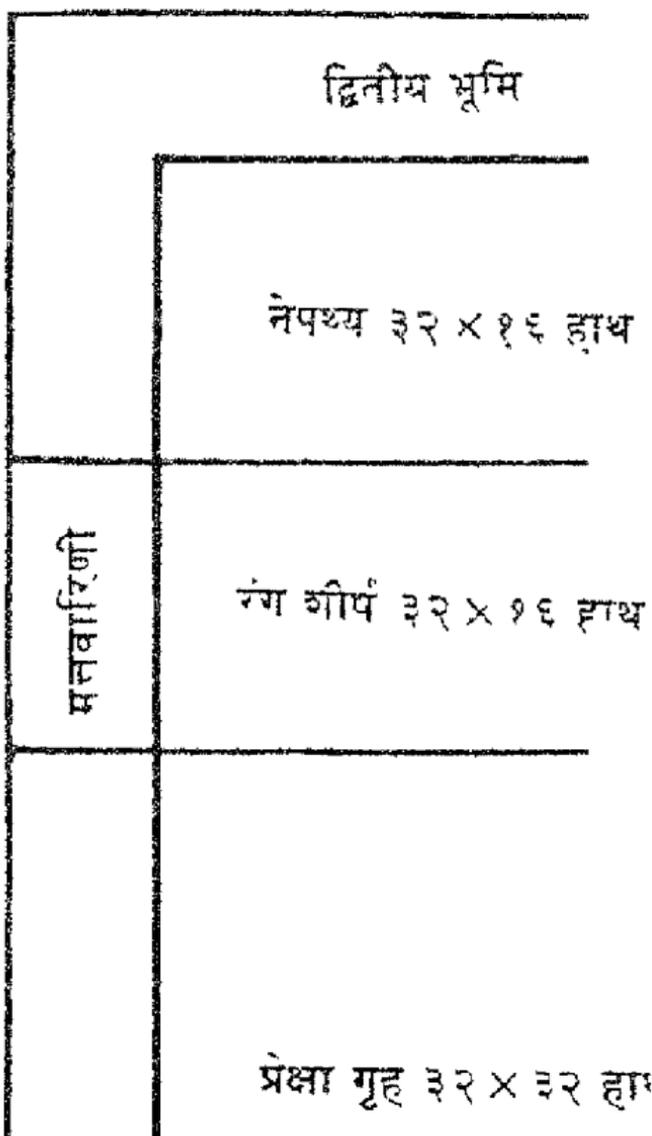 द्वितीय भूमि
नेपथ्य ३२ × १६ हाथ
मत्तवारिणी
रंग शीर्ष ३२ × १६ हाथ
प्रेक्षा गृह ३२ × ३२